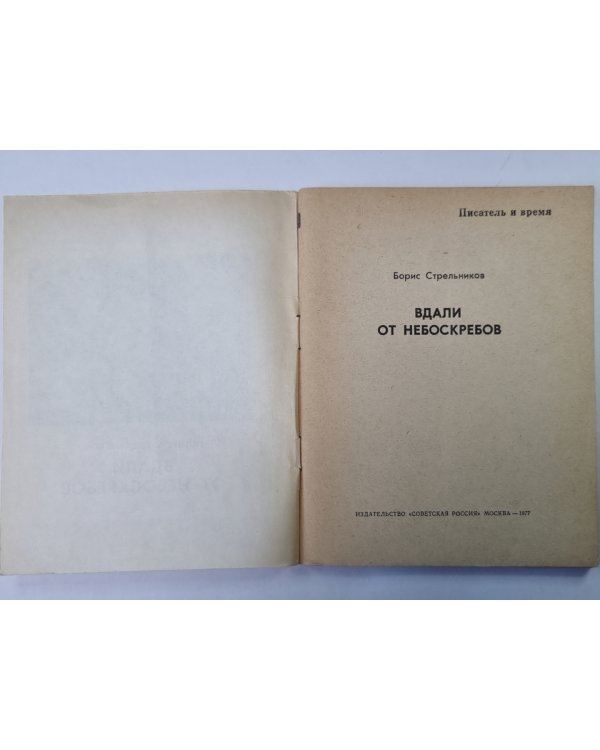 Писатель и время
Борис Стрельников
ВДАЛИ
ОТ НЕБОСКРЕБОВ
ИЗДАТЕЛЬСТВО «СОВЕТСКАЯ РОССИЯ» МОСКВА — 1977